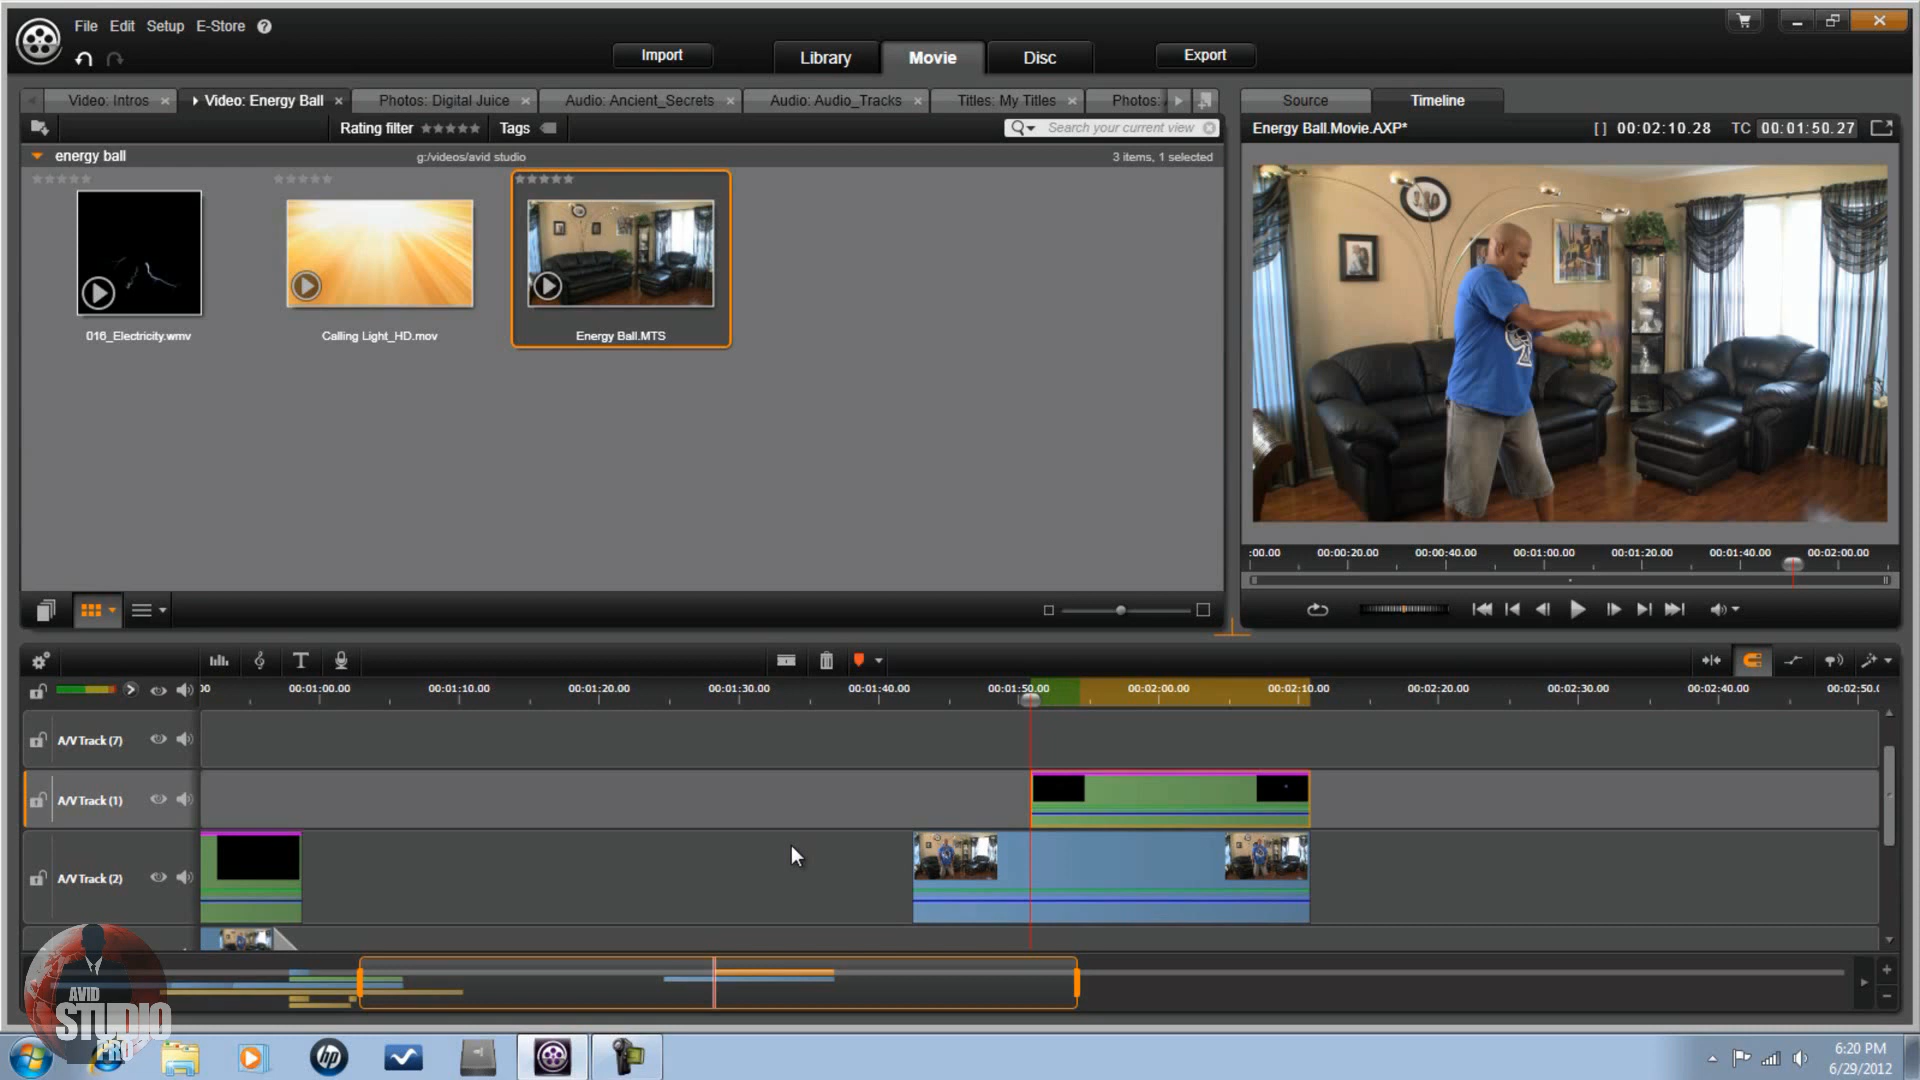 File Edit Setup E-Store ?
Import Library Movie Disc Export
Video: Intros Video: Energy Ball Photos: Digital Juice Audio: Ancient_Secrets Audio: Audio_Tracks Titles: My Titles Photos:
Source Timeline
Rating filter Tags Search your current view
Energy Ball.Movie.AXP* [ ] 00:02:10.28 TC 00:01:50.27
energy ball g:/videos/avid studio 3 items, 1 selected
016_Electricity.wmv Calling Light_HD.mov Energy Ball.MTS
:00.00 00:00:20.00 00:00:40.00 00:01:00.00 00:01:20.00 00:01:40.00 00:02:00.00
00 00:01:00.00 00:01:10.00 00:01:20.00 00:01:30.00 00:01:40.00 00:01:50.00 00:02:00.00 00:02:10.00 00:02:20.00 00:02:30.00 00:02:40.00 00:02:50.0
A/V Track (7)
A/V Track (1)
A/V Track (2)
AVID
STUDIO
PRO
hp
6:20 PM
6/29/2012